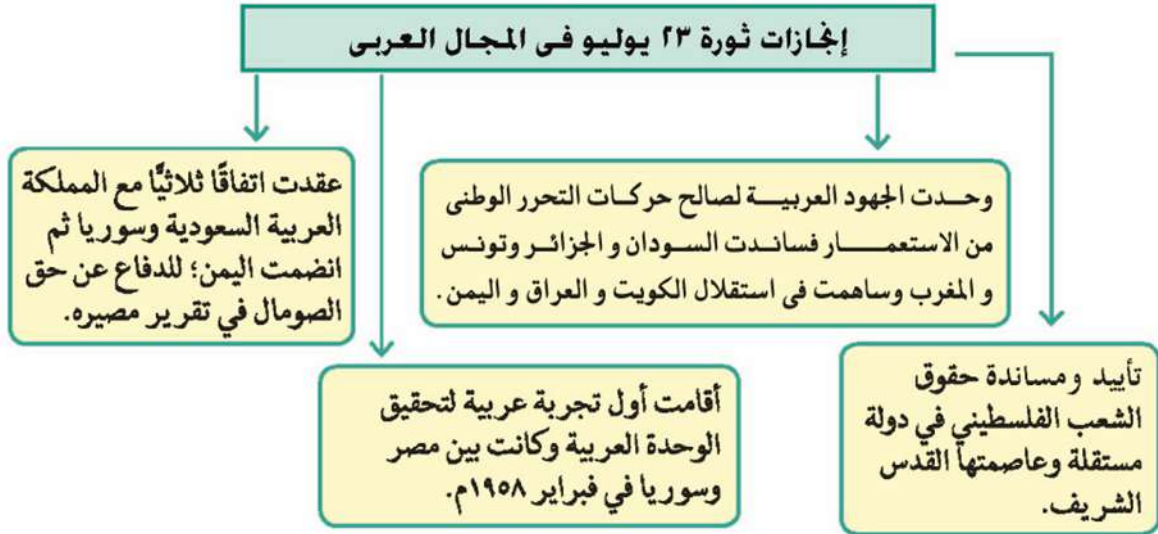 إنجازات ثورة ٢٣ يوليو فى المجال العربى
تأييد ومساندة حقوق
الشعب الفلسطيني في دولة
مستقلة وعاصمتها القدس
الشريف.
وحدت الجهود العربية لصالح حركات التحرر الوطنى
من الاستعمار فساندت السودان و الجزائر وتونس
و المغرب وساهمت فى استقلال الكويت و العراق و اليمن.
أقامت أول تجربة عربية لتحقيق
الوحدة العربية وكانت بين مصر
وسوريا في فبراير ١٩٥٨م.
عقدت اتفاقًا ثلاثيًّا مع المملكة
العربية السعودية وسوريا ثم
انضمت اليمن؛ للدفاع عن حق
الصومال في تقرير مصيره.